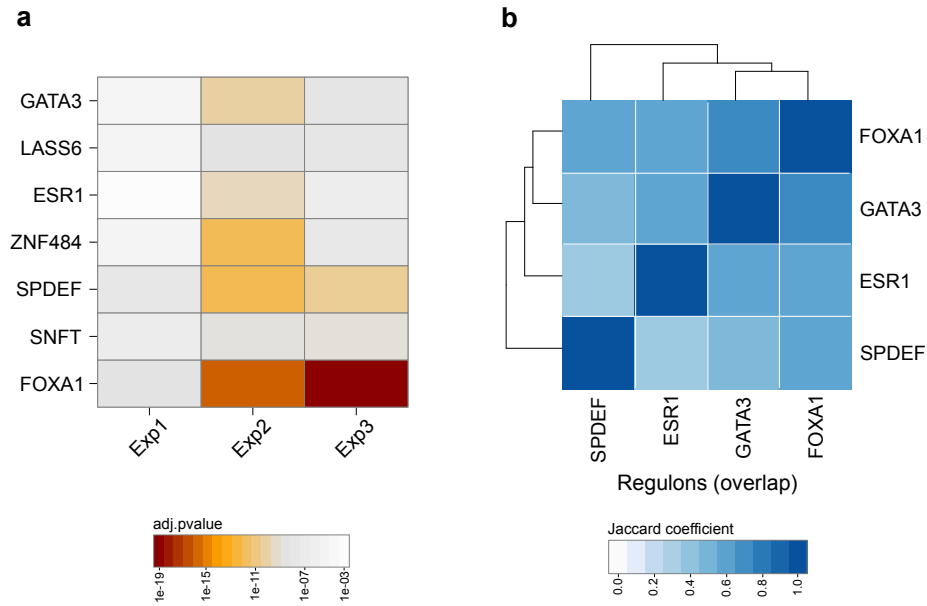 a
GATA3
LASS6
ESR1
ZNF484
SPDEF
SNFT
FOXA1
Exp1
Exp2
Exp3
adj.pvalue
1e-19
1e-15
1e-11
1e-07
1e-03
b
FOXA1
GATA3
ESR1
SPDEF
SPDEF
ESR1
GATA3
FOXA1
Regulons (overlap)
Jaccard coefficient
0.0
0.2
0.4
0.6
0.8
1.0